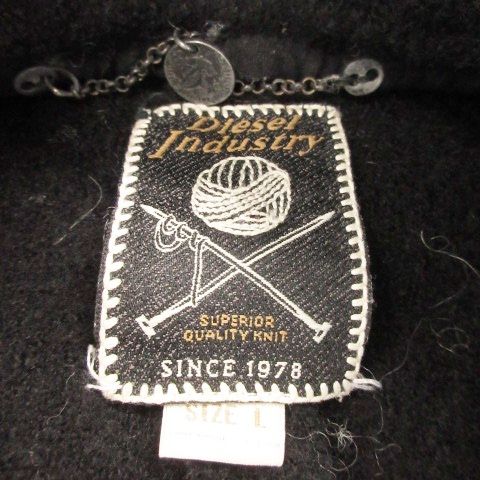 Diesel
Industry
SUPERIOR
QUALITY KNIT
SINCE 1978
SIZE L